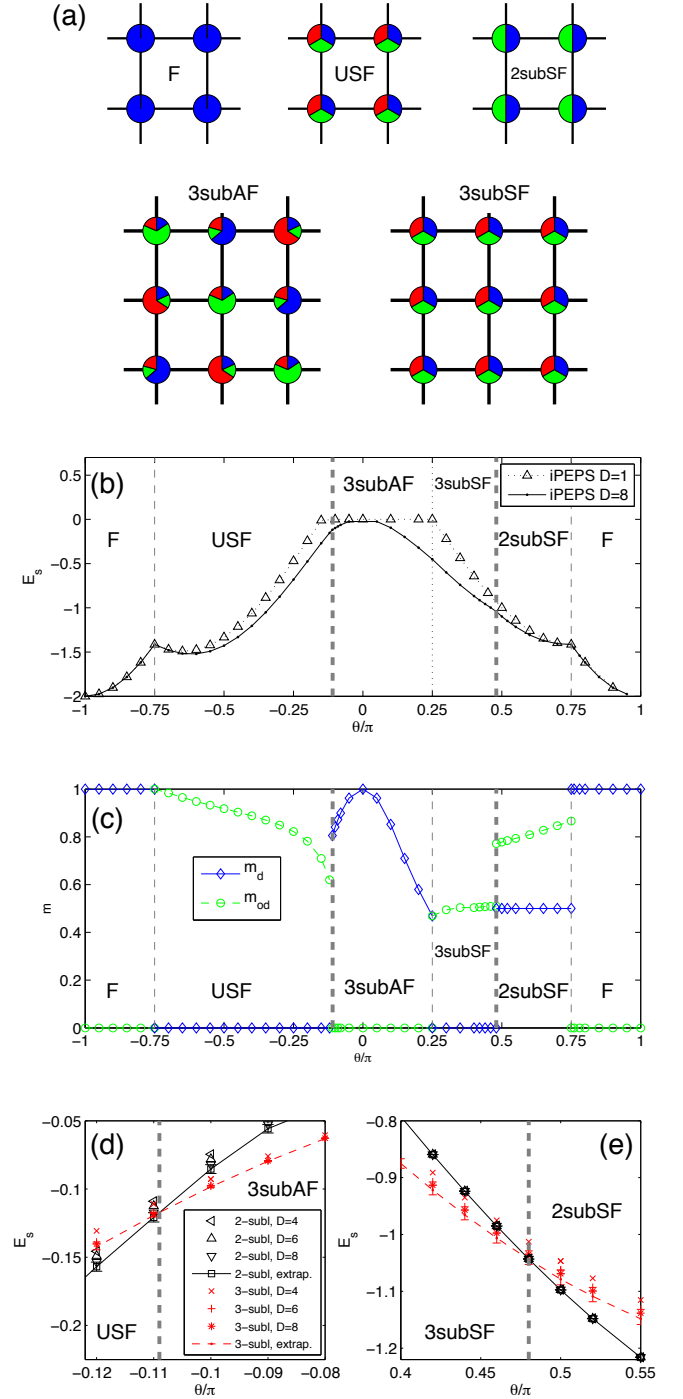 (a)
F
USF
2subSF
3subAF
3subSF
(b)
3subAF
3subSF
iPEPS D=1
iPEPS D=8
F
USF
2subSF
F
E_s
0.5
0
−0.5
−1
−1.5
−2
−1 −0.75 −0.5 −0.25 0 0.25 0.5 0.75 1
θ/π
(c)
m_d
m_od
m
1
0.8
0.6
0.4
0.2
0
3subSF
F
USF
3subAF
2subSF
F
−1 −0.75 −0.5 −0.25 0 0.25 0.5 0.75 1
θ/π
(d)
3subAF
E_s
−0.05
−0.1
−0.15
−0.2
2−subl, D=4
2−subl, D=6
2−subl, D=8
2−subl, extrap.
3−subl, D=4
3−subl, D=6
3−subl, D=8
3−subl, extrap.
USF
−0.12 −0.11 −0.1 −0.09 −0.08
θ/π
(e)
2subSF
E_s
−0.8
−0.9
−1
−1.1
−1.2
3subSF
0.4 0.45 0.5 0.55
θ/π